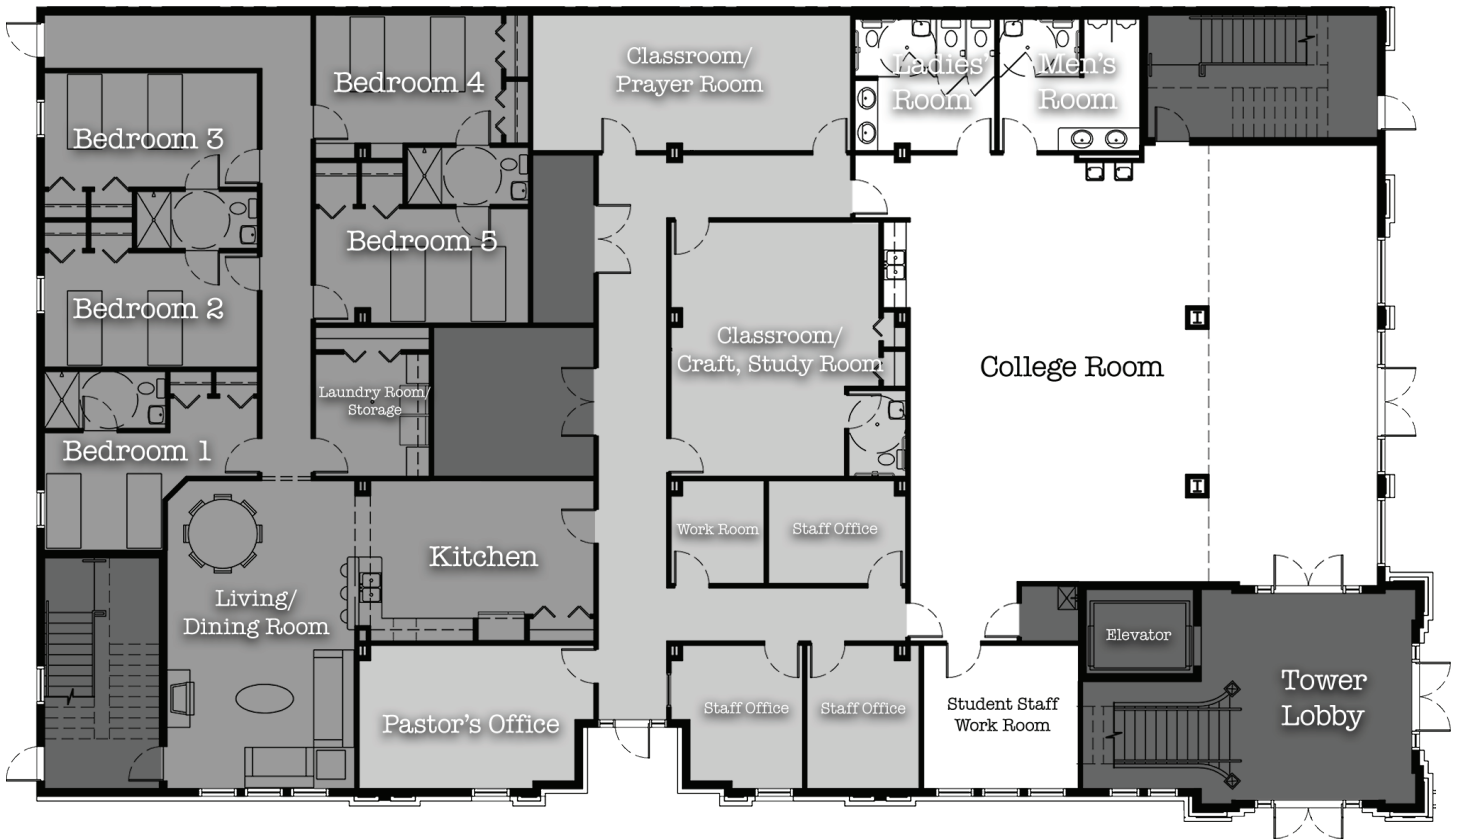 Classroom/
Prayer Room
Bedroom 4
Ladies'
Room
Men's
Room
Bedroom 3
Bedroom 5
Bedroom 2
Classroom/
Craft, Study Room
College Room
Laundry Room/
Storage
Bedroom 1
Work Room
Staff Office
Kitchen
Living/
Dining Room
Elevator
Tower
Lobby
Pastor's Office
Staff Office
Staff Office
Student Staff
Work Room